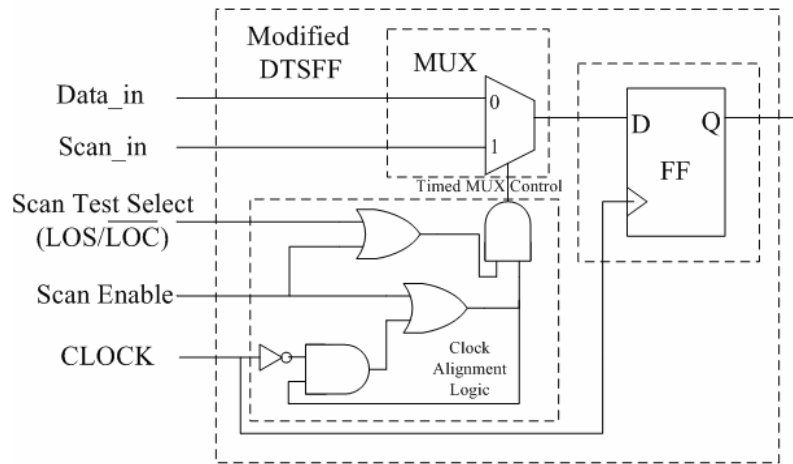 Modified
DTSFF
MUX
Data_in
0
Scan_in
1
D
Q
FF
Timed MUX Control
Scan Test Select
(LOS/LOC)
Scan Enable
CLOCK
Clock
Alignment
Logic